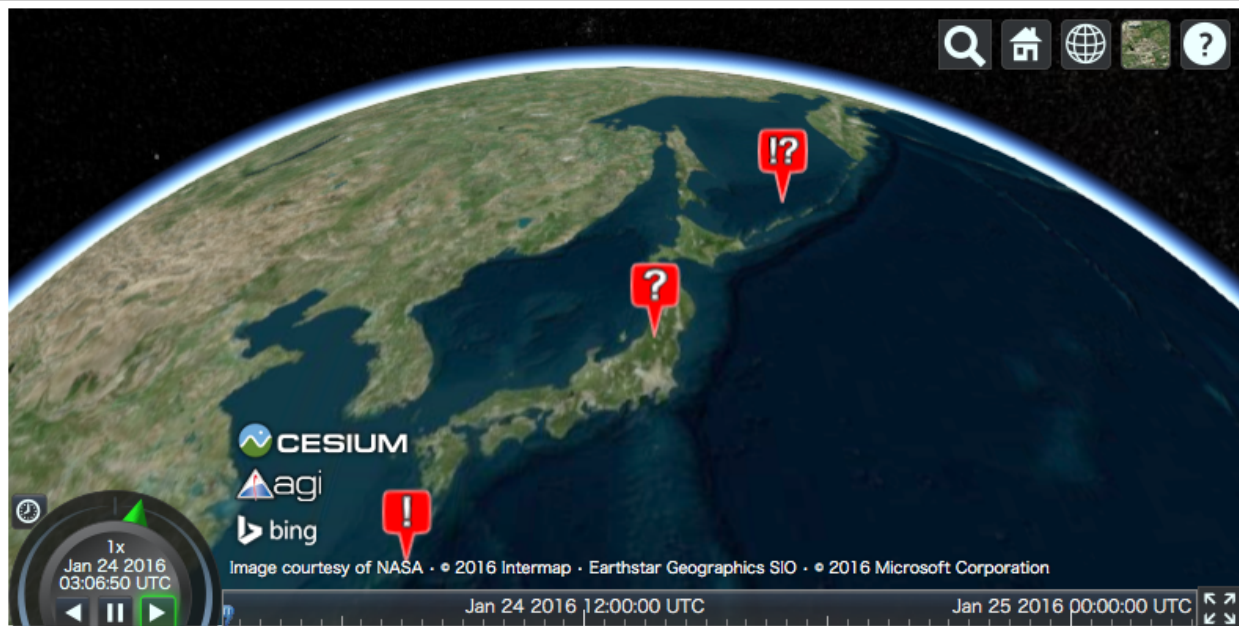 ?
!?
?
CESIUM
agi
!
bing
Image courtesy of NASA · © 2016 Intermap · Earthstar Geographics SIO · © 2016 Microsoft Corporation
1x
Jan 24 2016
03:06:50 UTC
Jan 24 2016 12:00:00 UTC
Jan 25 2016 00:00:00 UTC